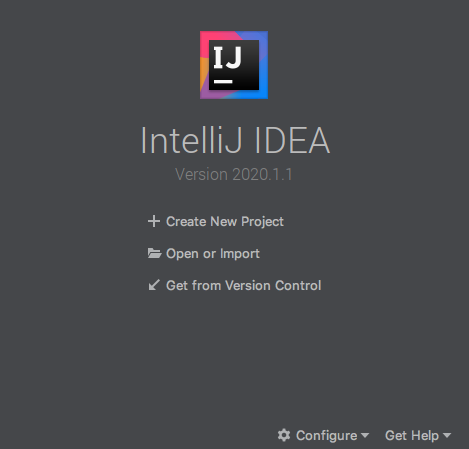 IJ
IntelliJ IDEA
Version 2020.1.1
Create New Project
Open or Import
Get from Version Control
Configure Get Help